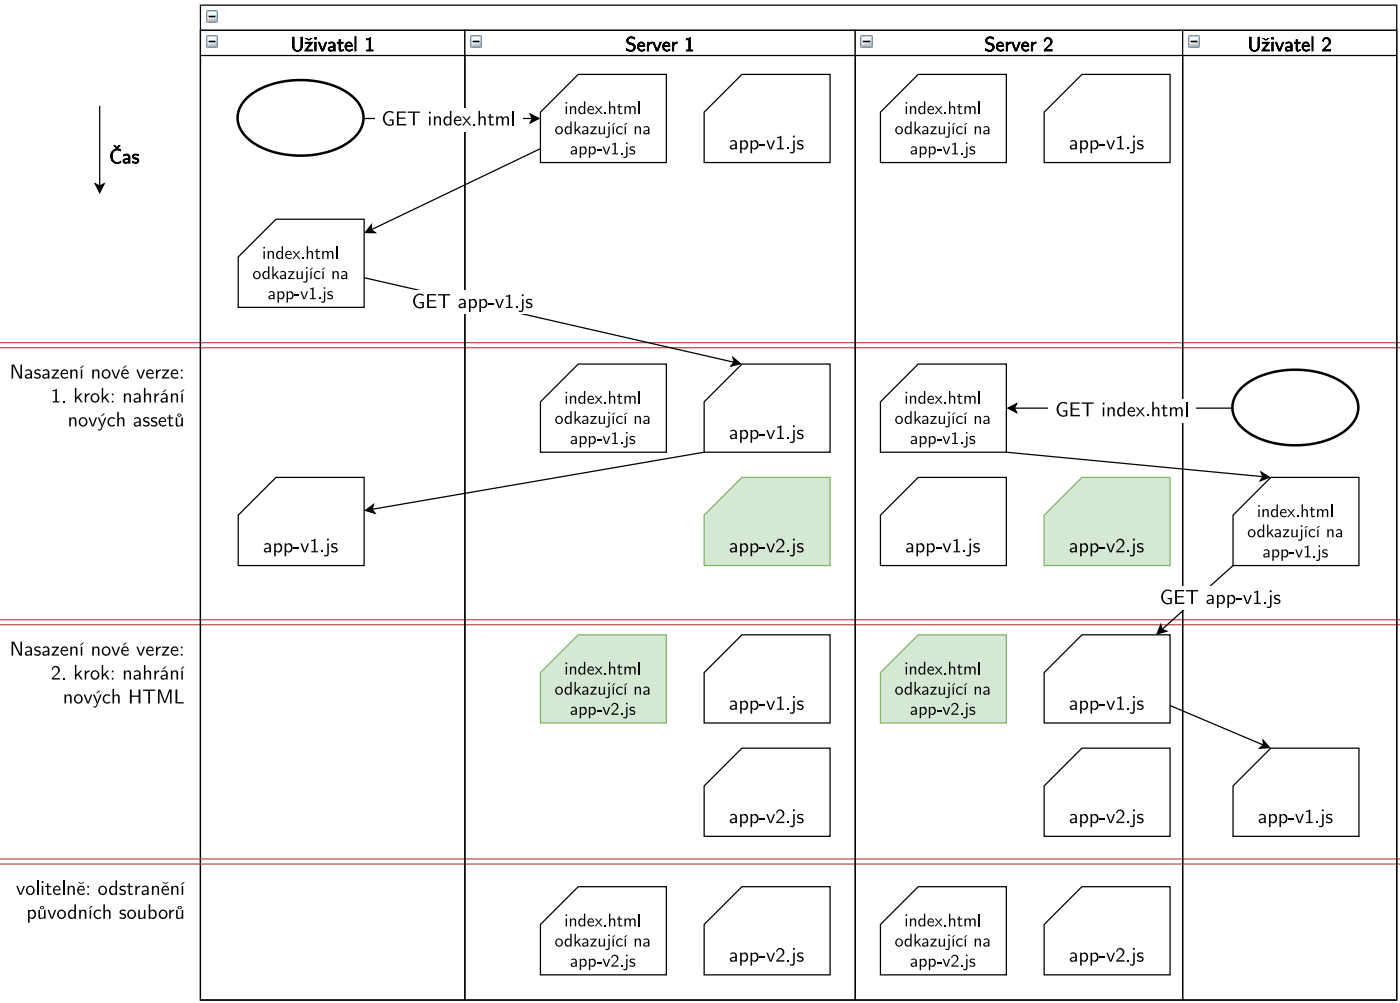 Uživatel 1
Server 1
Server 2
Uživatel 2
Čas
GET index.html
index.html
odkazující na
app-v1.js
app-v1.js
index.html
odkazující na
app-v1.js
app-v1.js
index.html
odkazující na
app-v1.js
GET app-v1.js
Nasazení nové verze:
1. krok: nahrání
nových assetů
index.html
odkazující na
app-v1.js
app-v1.js
index.html
odkazující na
app-v1.js
GET index.html
app-v1.js
app-v2.js
app-v1.js
app-v2.js
index.html
odkazující na
app-v1.js
GET app-v1.js
Nasazení nové verze:
2. krok: nahrání
nových HTML
index.html
odkazující na
app-v2.js
app-v1.js
index.html
odkazující na
app-v2.js
app-v1.js
app-v2.js
app-v2.js
app-v1.js
volitelně: odstranění
původních souborů
index.html
odkazující na
app-v2.js
app-v2.js
index.html
odkazující na
app-v2.js
app-v2.js